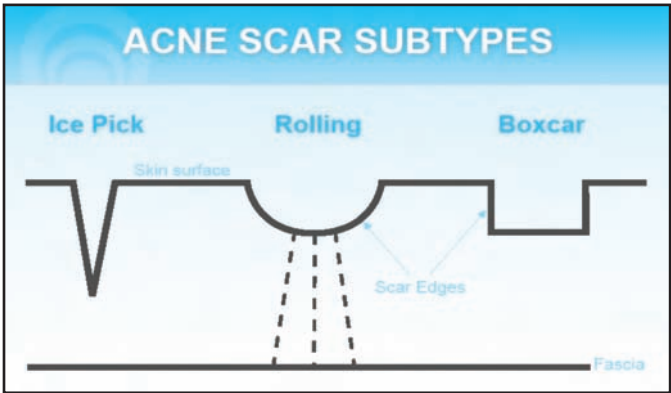 ACNE SCAR SUBTYPES
Ice Pick
Rolling
Boxcar
Skin surface
Scar Edges
Fascia